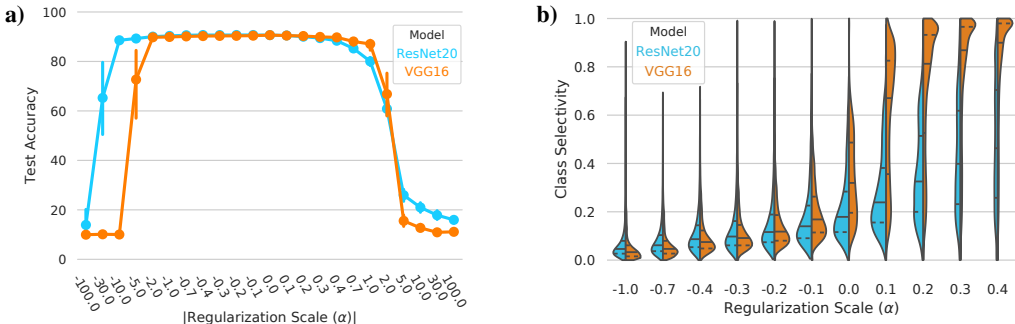 a)
Test Accuracy
100
80
60
40
20
0
Model
ResNet20
VGG16
-100.0 -30.0 -10.0 -5.0 -2.0 -1.0 -0.7 -0.4 -0.3 -0.2 -0.1 0.0 0.1 0.2 0.3 0.4 0.7 1.0 2.0 5.0 10.0 30.0 100.0
|Regularization Scale (α)|
b)
Class Selectivity
1.0
0.8
0.6
0.4
0.2
0.0
Model
ResNet20
VGG16
-1.0 -0.7 -0.4 -0.3 -0.2 -0.1 0.0 0.1 0.2 0.3 0.4
Regularization Scale (α)